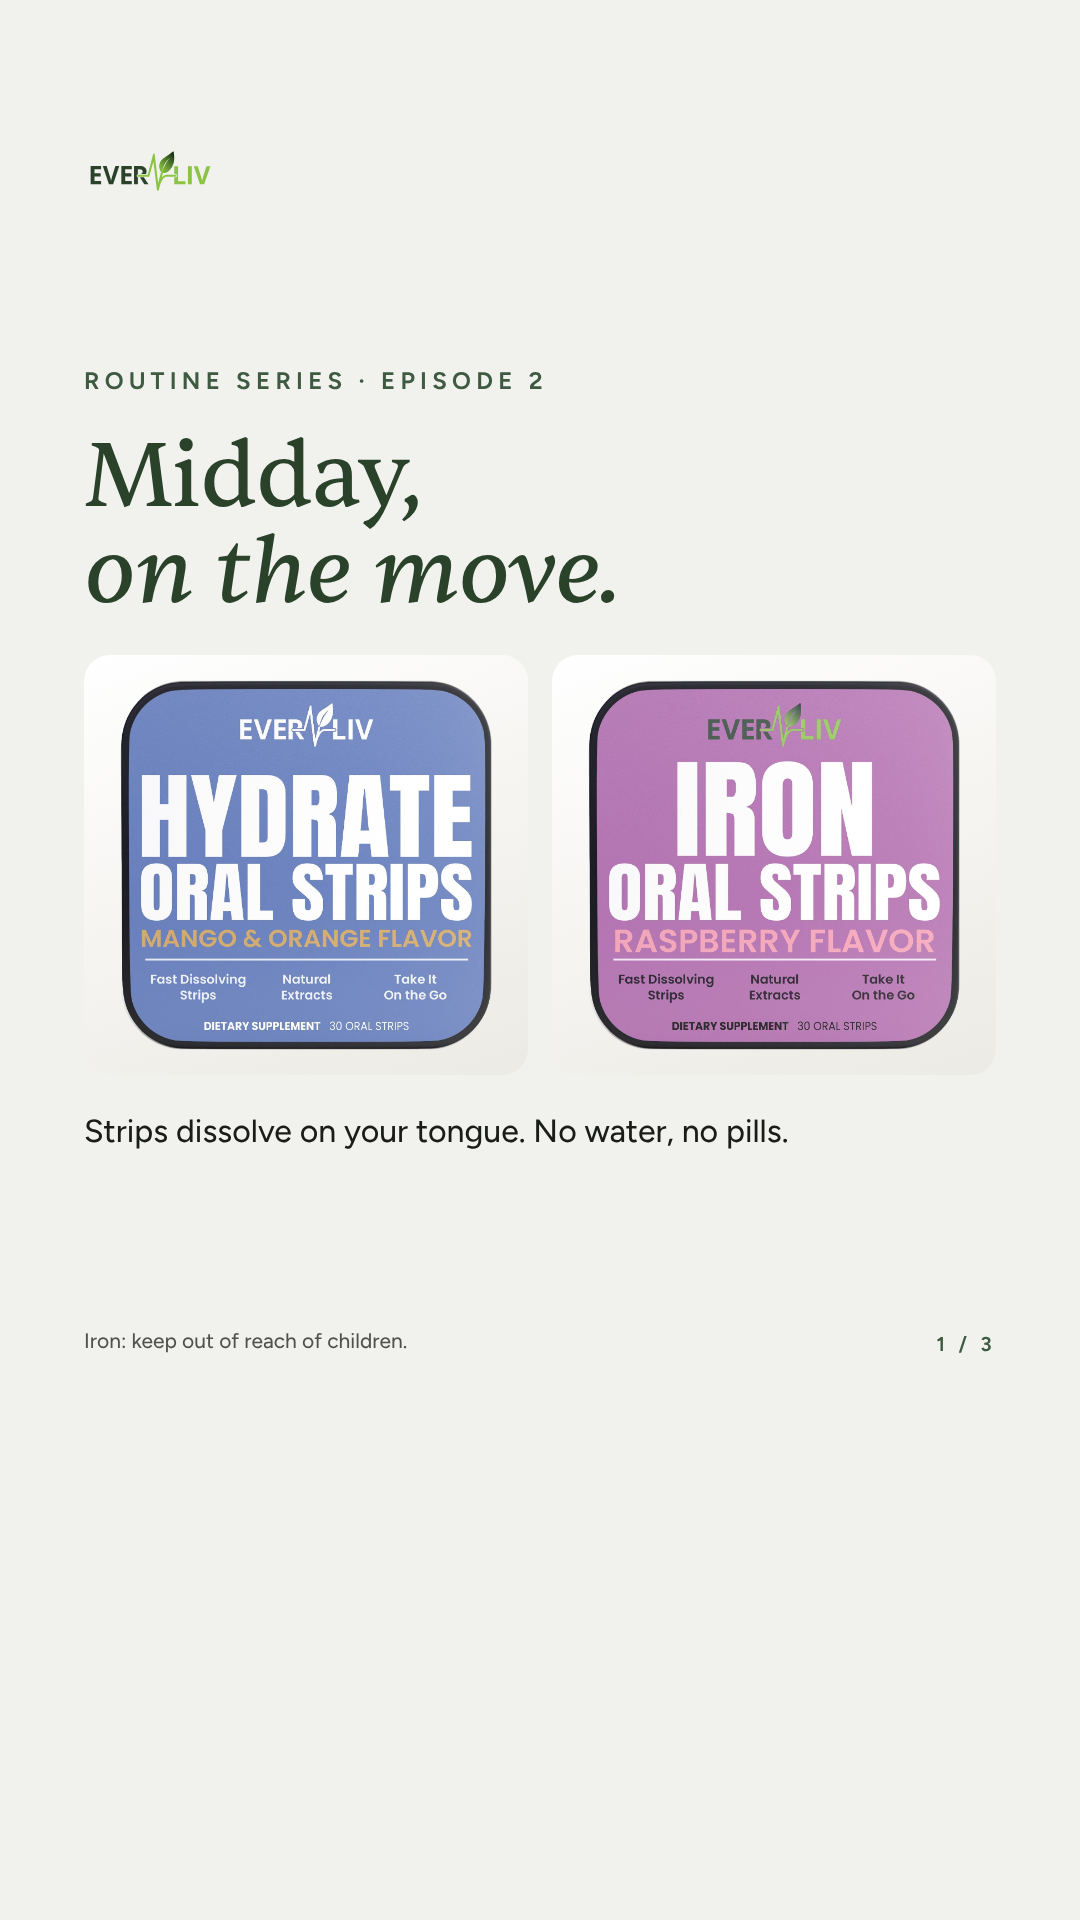 EVERLIV
ROUTINE SERIES · EPISODE 2
Midday,
on the move.
EVERLIV
HYDRATE
ORAL STRIPS
MANGO & ORANGE FLAVOR
Fast Dissolving Strips
Natural Extracts
Take It On the Go
DIETARY SUPPLEMENT 30 ORAL STRIPS
EVERLIV
IRON
ORAL STRIPS
RASPBERRY FLAVOR
Fast Dissolving Strips
Natural Extracts
Take It On the Go
DIETARY SUPPLEMENT 30 ORAL STRIPS
Strips dissolve on your tongue. No water, no pills.
Iron: keep out of reach of children.
1 / 3